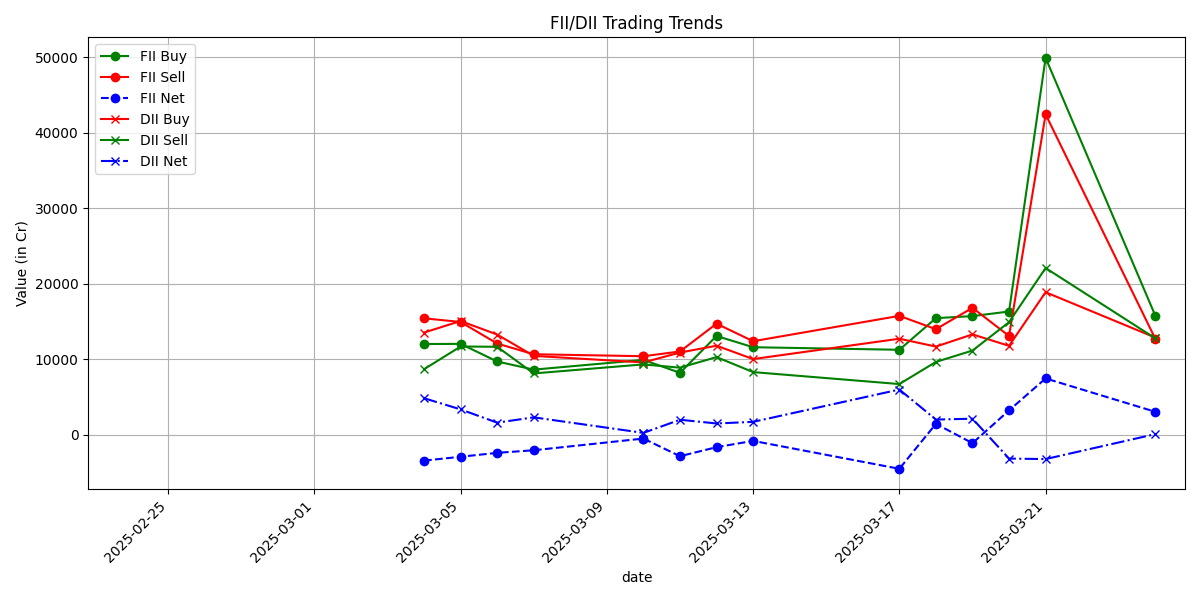 FII/DII Trading Trends
FII Buy
FII Sell
FII Net
DII Buy
DII Sell
DII Net
50000
40000
30000
20000
10000
0
Value (in Cr)
2025-02-25
2025-03-01
2025-03-05
2025-03-09
2025-03-13
2025-03-17
2025-03-21
date